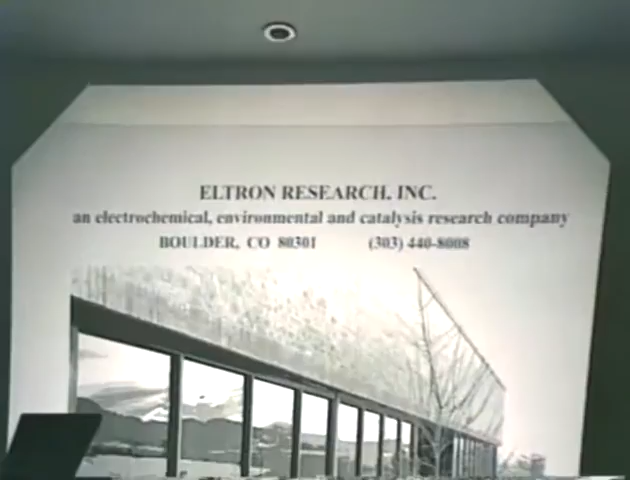 ELTRON RESEARCH, INC.
an electrochemical, environmental and catalysis research company
BOULDER, CO 80301 (303) 440-8008